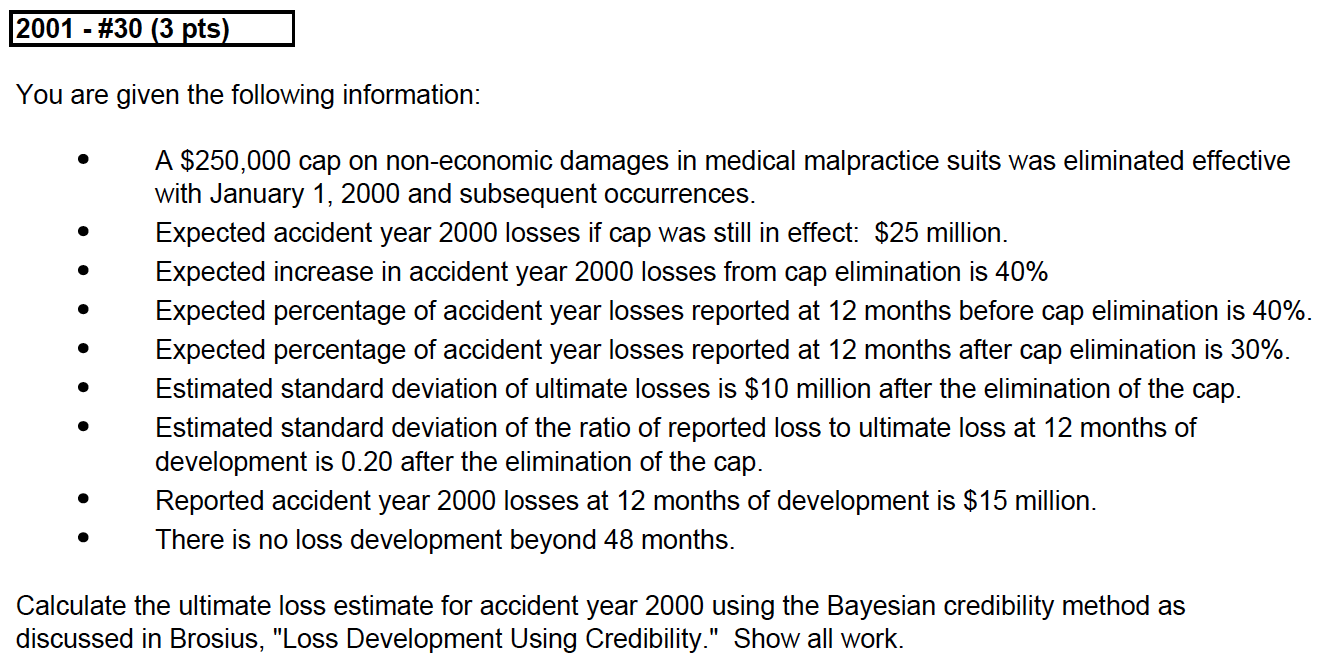 2001 - #30 (3 pts)
You are given the following information:
• A $250,000 cap on non-economic damages in medical malpractice suits was eliminated effective
with January 1, 2000 and subsequent occurrences.
• Expected accident year 2000 losses if cap was still in effect: $25 million.
• Expected increase in accident year 2000 losses from cap elimination is 40%
• Expected percentage of accident year losses reported at 12 months before cap elimination is 40%.
• Expected percentage of accident year losses reported at 12 months after cap elimination is 30%.
• Estimated standard deviation of ultimate losses is $10 million after the elimination of the cap.
• Estimated standard deviation of the ratio of reported loss to ultimate loss at 12 months of
development is 0.20 after the elimination of the cap.
• Reported accident year 2000 losses at 12 months of development is $15 million.
• There is no loss development beyond 48 months.
Calculate the ultimate loss estimate for accident year 2000 using the Bayesian credibility method as
discussed in Brosius, "Loss Development Using Credibility." Show all work.